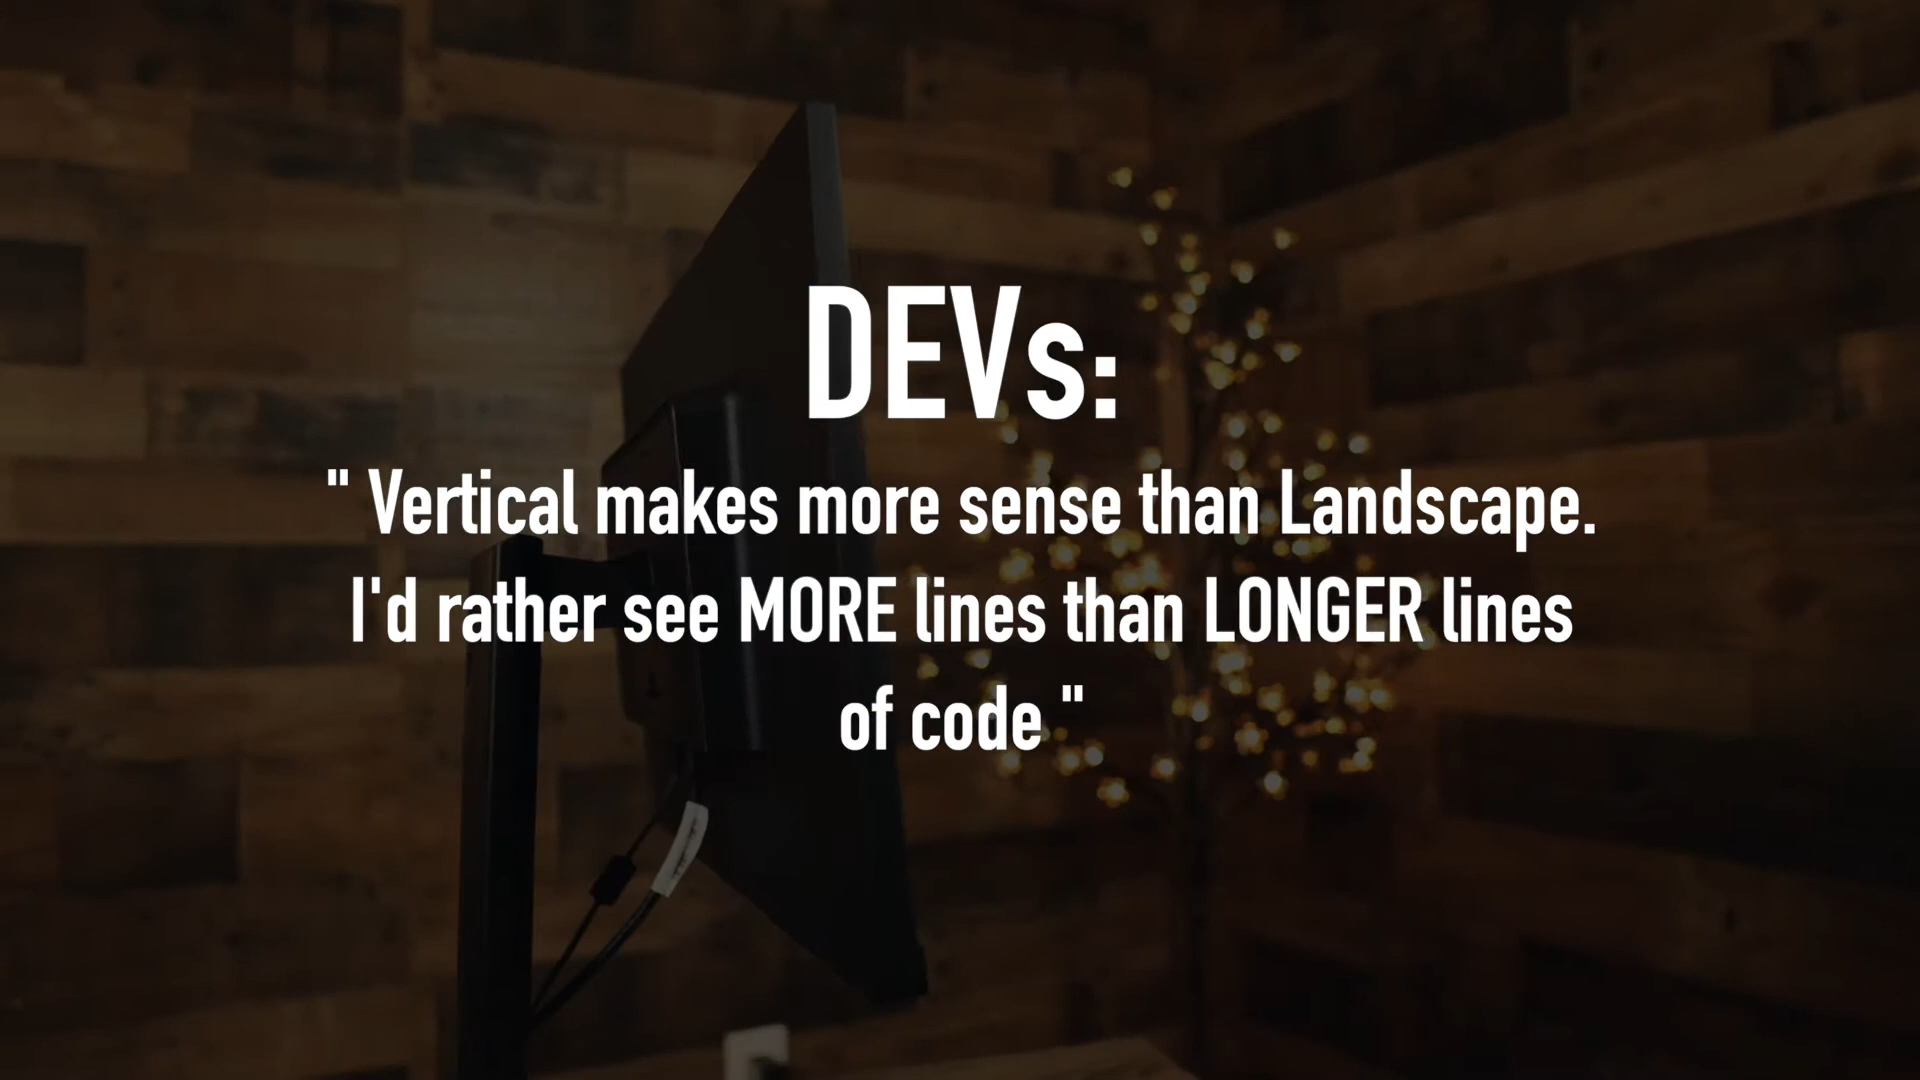 DEVs:
" Vertical makes more sense than Landscape.
I'd rather see MORE lines than LONGER lines
of code "